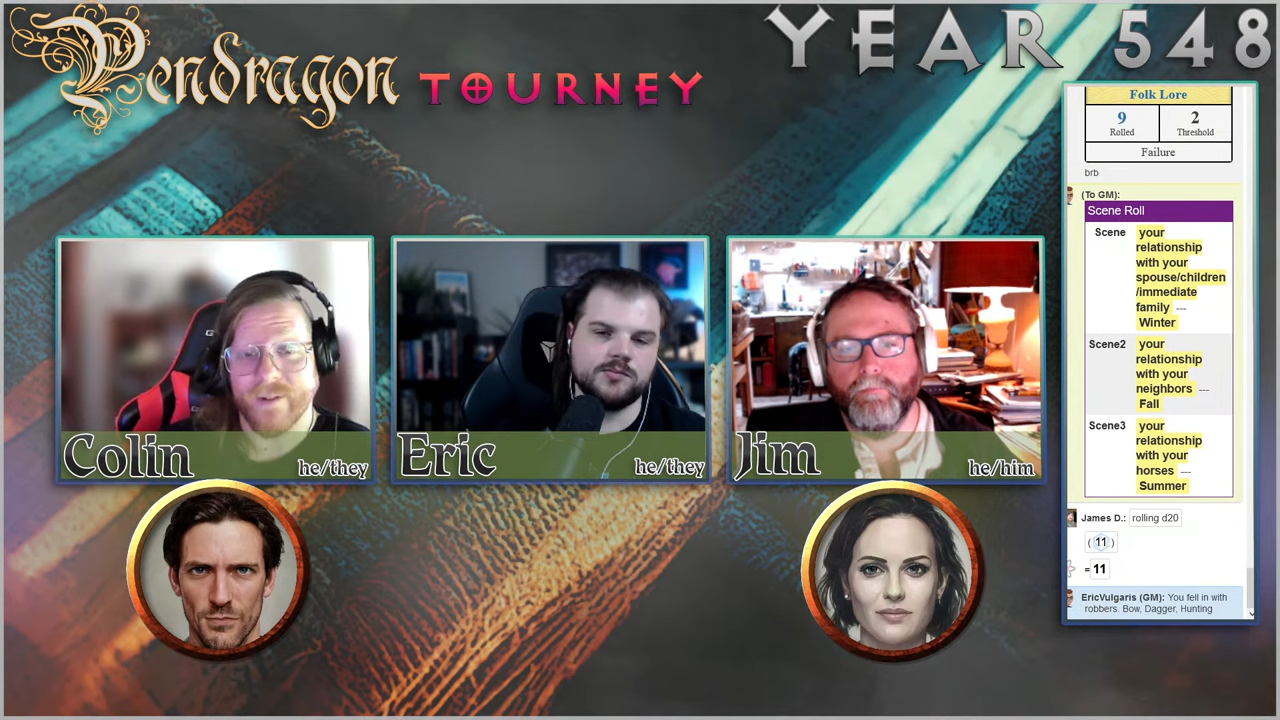 Pendragon TOURNEY
YEAR 548
Folk Lore
9 2
Rolled Threshold
Failure
brb
(To GM):
Scene Roll
Scene your
relationship
with your
spouse/children
/immediate
family ---
Winter
Scene2 your
relationship
with your
neighbors ---
Fall
Scene3 your
relationship
with your
horses ---
Summer
James D.: rolling d20
(11)
=11
EricVulgaris (GM): You fell in with
robbers. Bow, Dagger, Hunting
Colin he/they
Eric he/they
Jim he/him